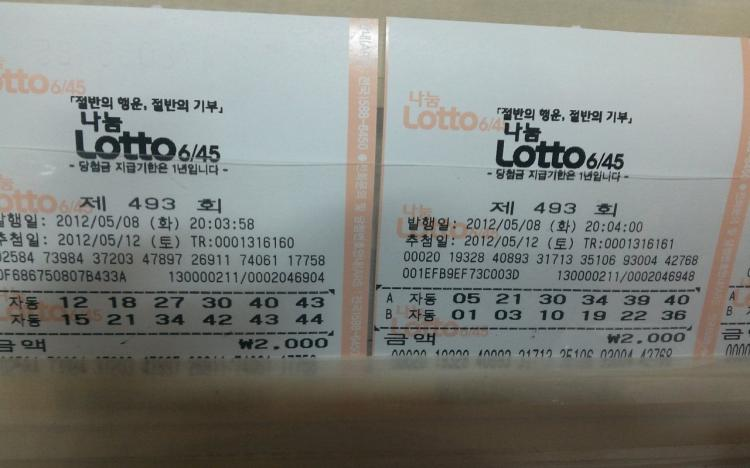 「절반의 행운, 절반의 기부」
나눔
Lotto 6/45
- 당첨금 지급기한은 1년입니다 -
제 493 회
발행일: 2012/05/08 (화) 20:03:58
추첨일: 2012/05/12 (토) TR:0001316160
02584 73984 37203 47897 26911 74061 17758
0F686750807B433A 130000211/0002046904
자동 12 18 27 30 40 43
자동 15 21 34 42 43 44
금액 ₩2.000
「절반의 행운, 절반의 기부」
나눔
Lotto 6/45
- 당첨금 지급기한은 1년입니다 -
제 493 회
발행일: 2012/05/08 (화) 20:04:00
추첨일: 2012/05/12 (토) TR:0001316161
00020 19328 40893 31713 35106 93004 42768
001EFB9EF73C003D 130000211/0002046948
A 자동 05 21 30 34 39 40
B 자동 01 03 10 19 22 36
금액 ₩2.000
00020 19328 40893 31713 35106 93004 42768